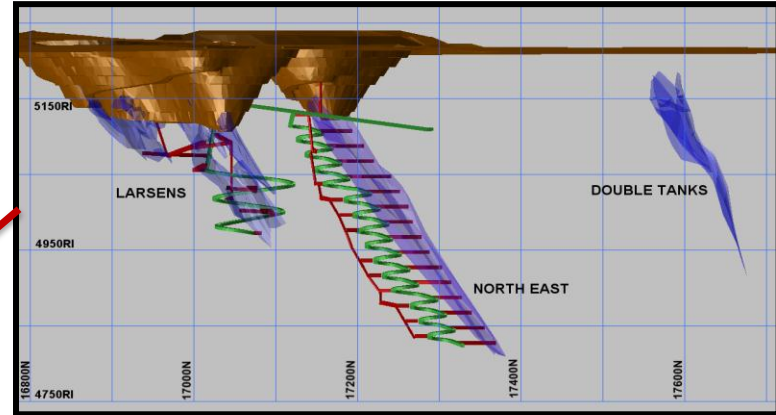 5150RI
LARSENS
DOUBLE TANKS
4950RI
NORTH EAST
16800N
17000N
17200N
17400N
17600N
4750RI